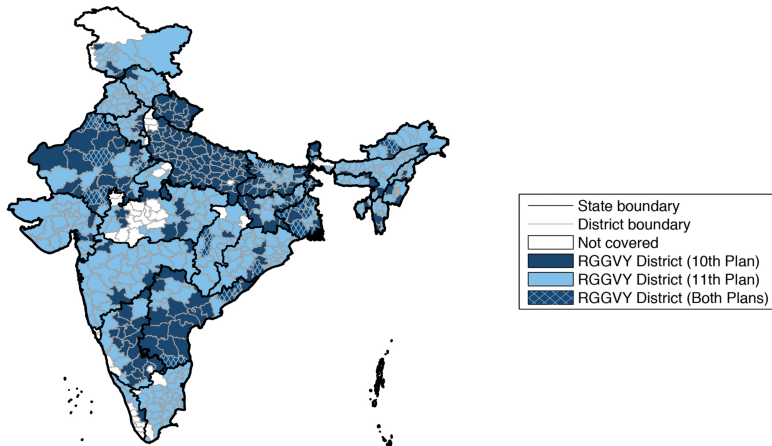 State boundary
District boundary
Not covered
RGGVY District (10th Plan)
RGGVY District (11th Plan)
RGGVY District (Both Plans)